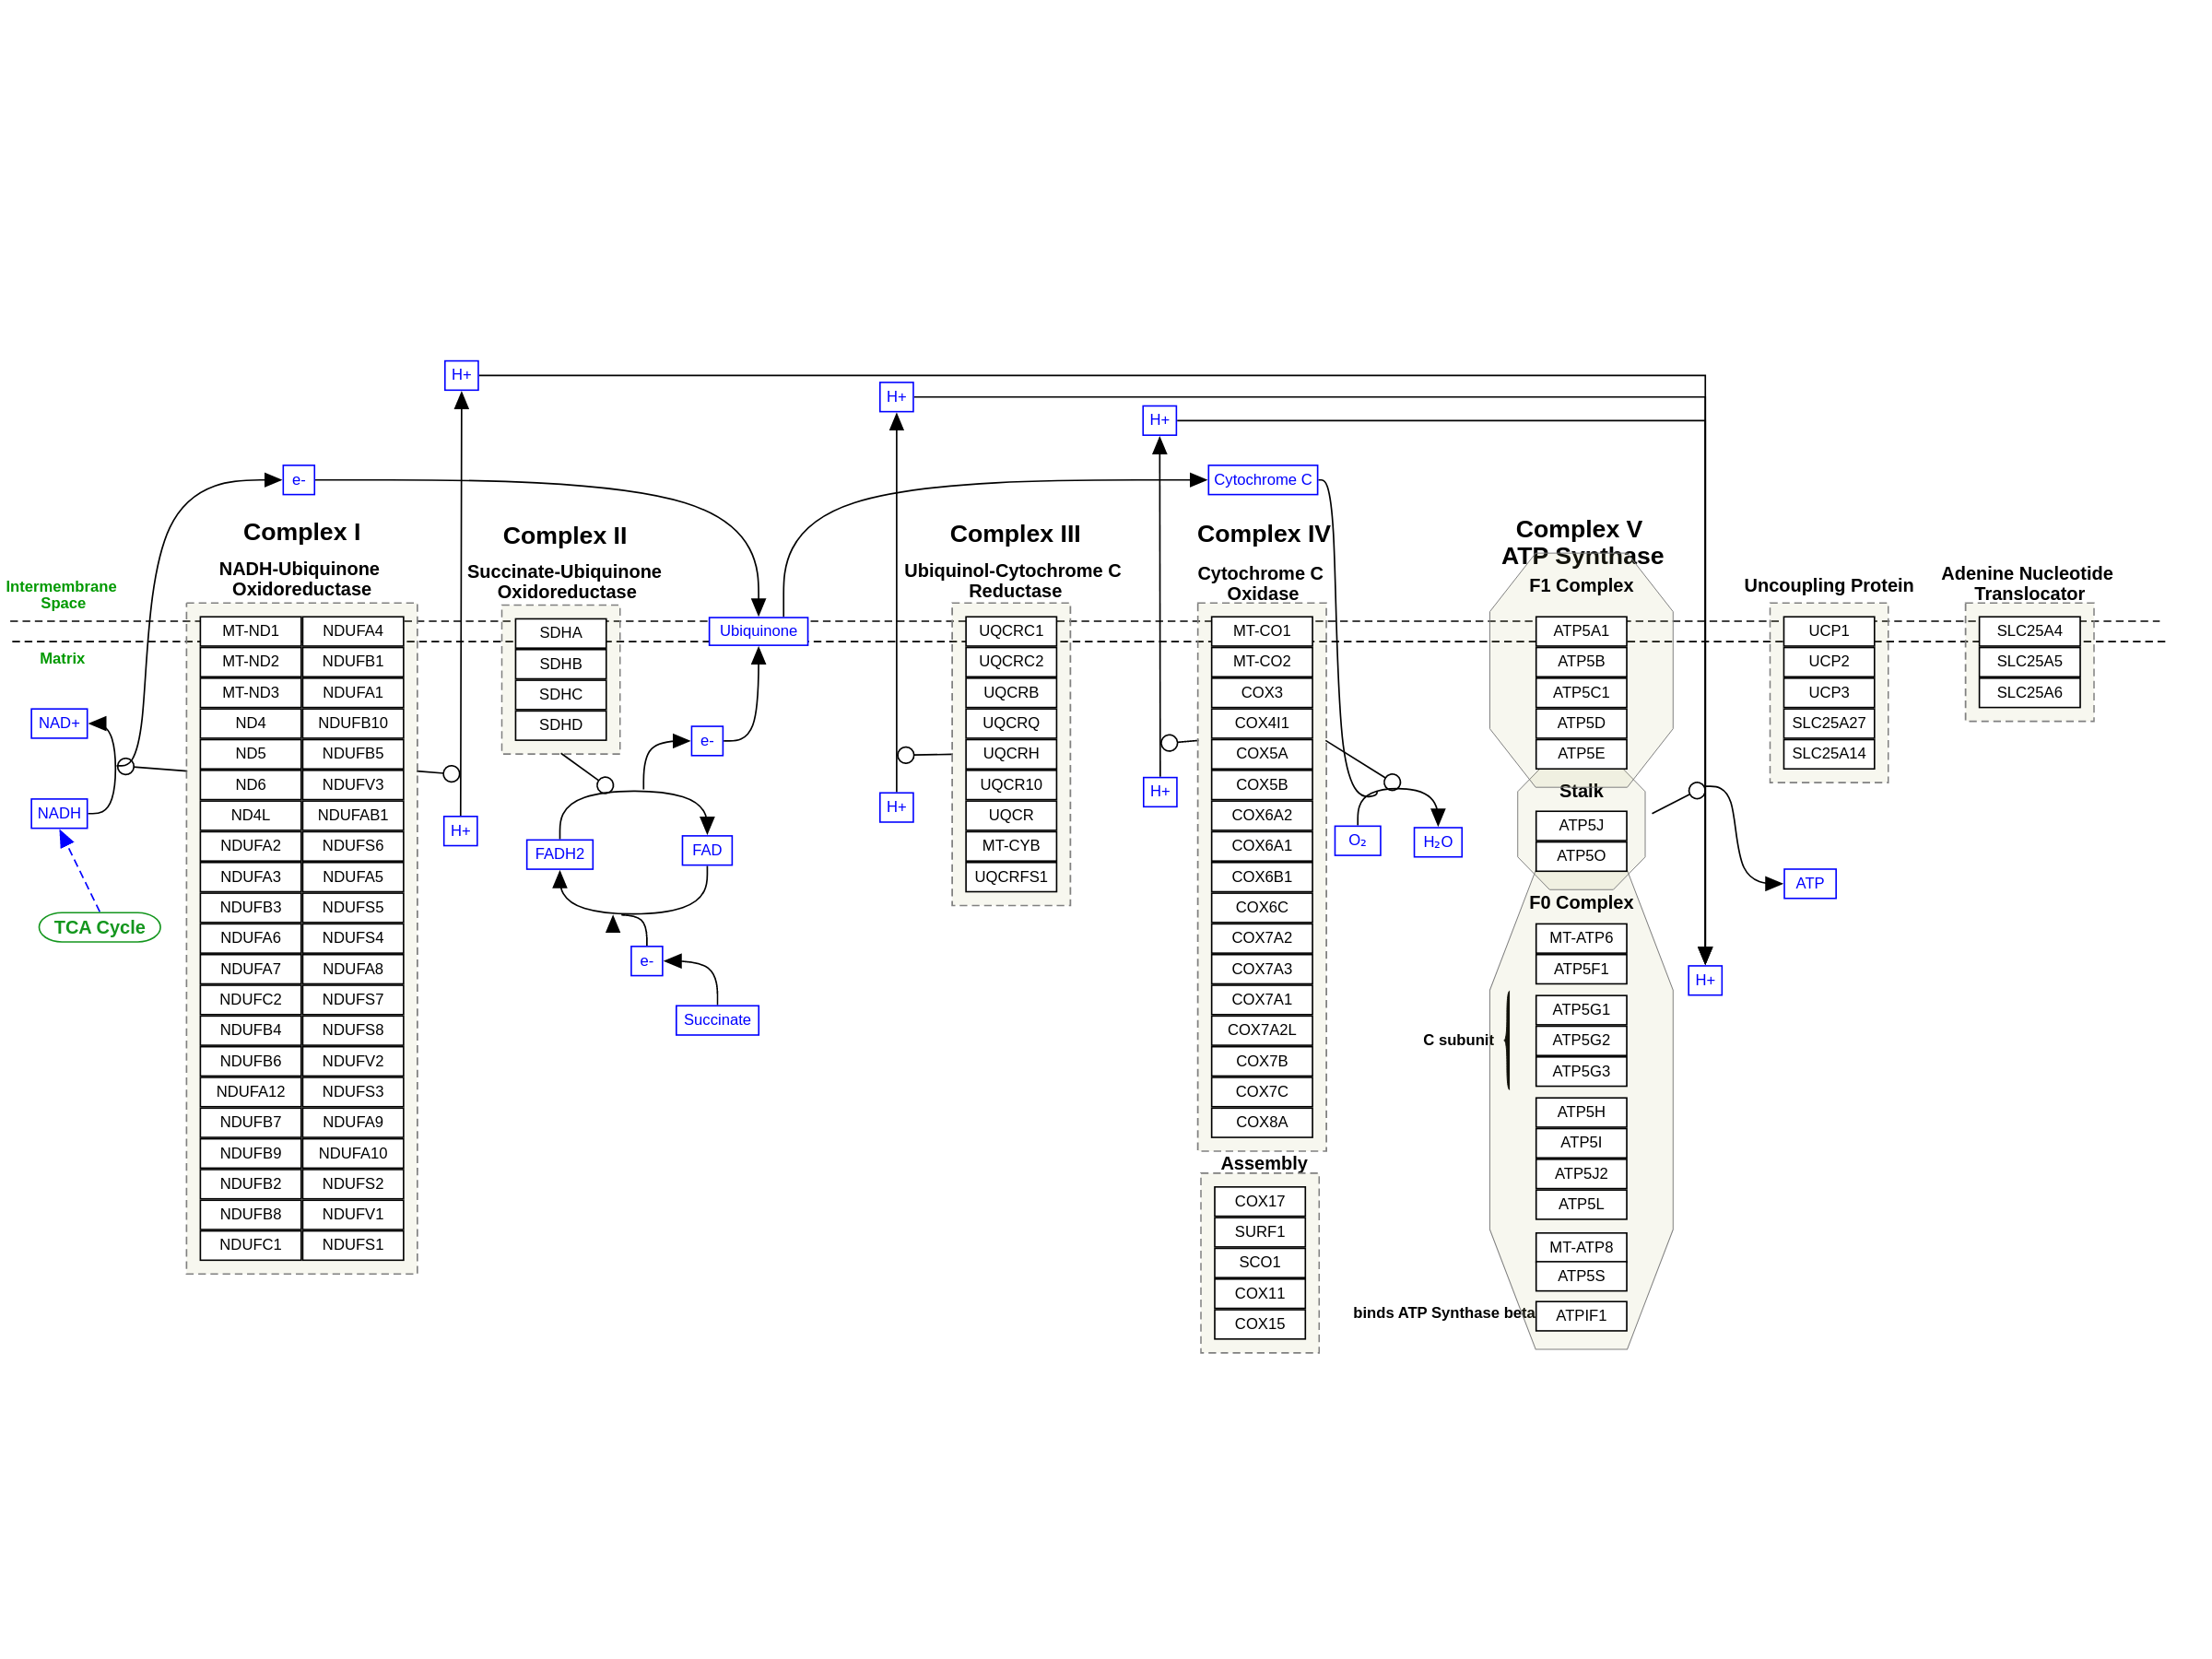 H+
H+
H+
e-
Cytochrome C
Complex I
NADH-Ubiquinone
Oxidoreductase
Complex II
Succinate-Ubiquinone
Oxidoreductase
Complex III
Ubiquinol-Cytochrome C
Reductase
Complex IV
Cytochrome C
Oxidase
Complex V
ATP Synthase
F1 Complex
Uncoupling Protein
Adenine Nucleotide
Translocator
Intermembrane
Space
Matrix
NAD+
NADH
TCA Cycle
MT-ND1
NDUFA4
MT-ND2
NDUFB1
MT-ND3
NDUFA1
ND4
NDUFB10
ND5
NDUFB5
ND6
NDUFV3
ND4L
NDUFAB1
NDUFA2
NDUFS6
NDUFA3
NDUFA5
NDUFB3
NDUFS5
NDUFA6
NDUFS4
NDUFA7
NDUFA8
NDUFC2
NDUFS7
NDUFB4
NDUFS8
NDUFB6
NDUFV2
NDUFA12
NDUFS3
NDUFB7
NDUFA9
NDUFB9
NDUFA10
NDUFB2
NDUFS2
NDUFB8
NDUFV1
NDUFC1
NDUFS1
H+
SDHA
SDHB
SDHC
SDHD
Ubiquinone
e-
FADH2
FAD
e-
Succinate
H+
UQCRC1
UQCRC2
UQCRB
UQCRQ
UQCRH
UQCR10
UQCR
MT-CYB
UQCRFS1
H+
MT-CO1
MT-CO2
COX3
COX4I1
COX5A
COX5B
COX6A2
COX6A1
COX6B1
COX6C
COX7A2
COX7A3
COX7A1
COX7A2L
COX7B
COX7C
COX8A
Assembly
COX17
SURF1
SCO1
COX11
COX15
O₂
H₂O
ATP5A1
ATP5B
ATP5C1
ATP5D
ATP5E
Stalk
ATP5J
ATP5O
F0 Complex
MT-ATP6
ATP5F1
C subunit
ATP5G1
ATP5G2
ATP5G3
ATP5H
ATP5I
ATP5J2
ATP5L
MT-ATP8
ATP5S
binds ATP Synthase beta
ATPIF1
H+
ATP
UCP1
UCP2
UCP3
SLC25A27
SLC25A14
SLC25A4
SLC25A5
SLC25A6